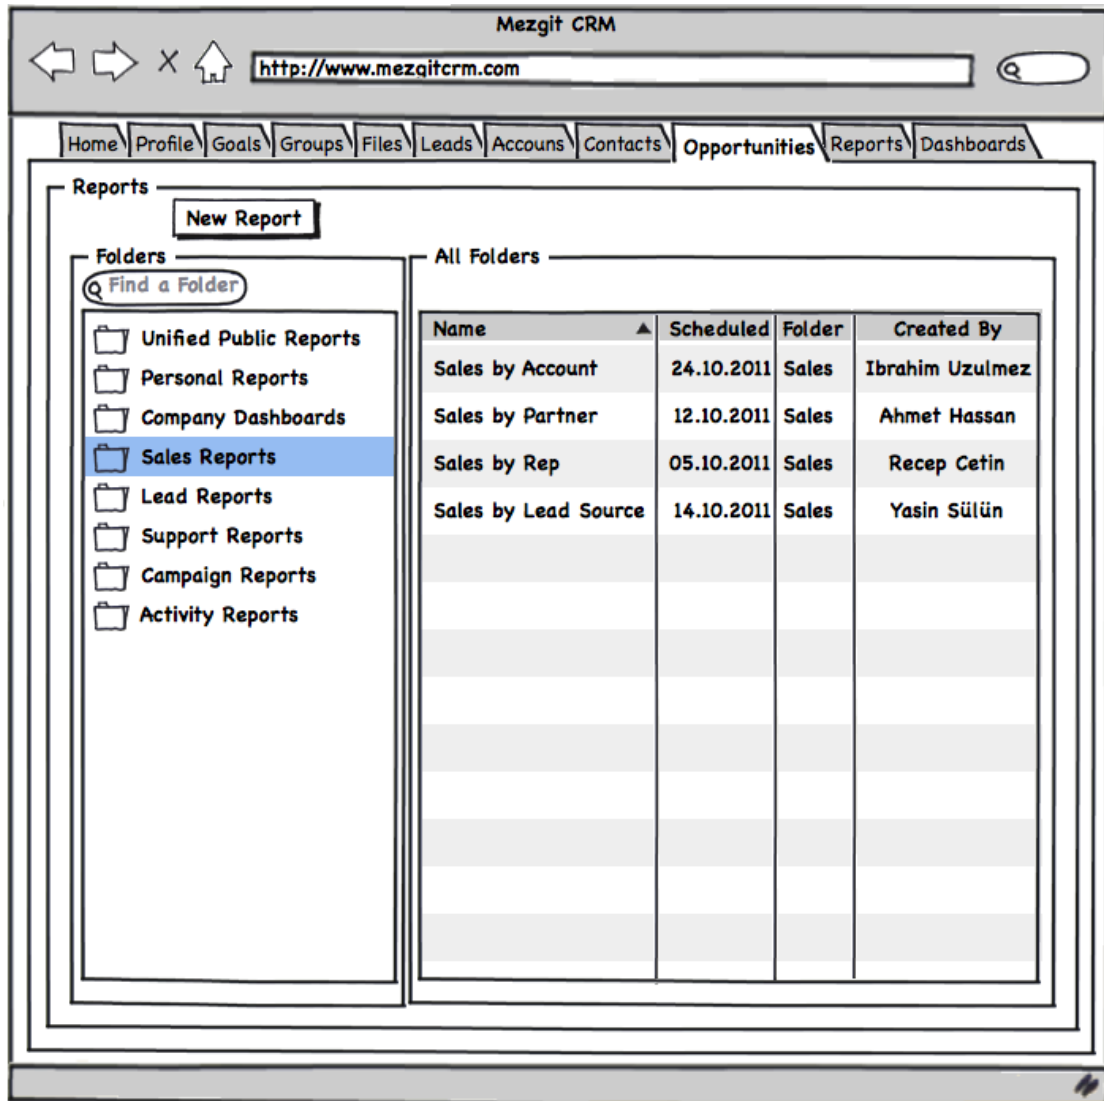 Mezgit CRM
http://www.mezgitcrm.com
Home Profile Goals Groups Files Leads Accouns Contacts Opportunities Reports Dashboards
Reports
New Report
Folders
Find a Folder
Unified Public Reports
Personal Reports
Company Dashboards
Sales Reports
Lead Reports
Support Reports
Campaign Reports
Activity Reports
All Folders
Name Scheduled Folder Created By
Sales by Account 24.10.2011 Sales Ibrahim Uzulmez
Sales by Partner 12.10.2011 Sales Ahmet Hassan
Sales by Rep 05.10.2011 Sales Recep Cetin
Sales by Lead Source 14.10.2011 Sales Yasin Sülün